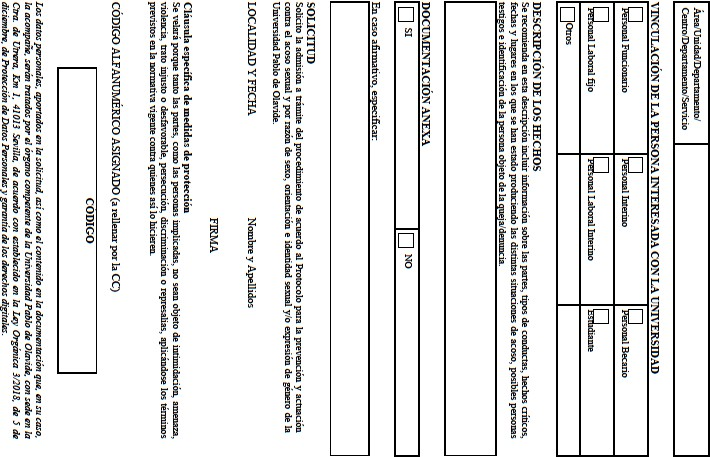 Área/Unidad/Departamento/
Centro/Departamento/Servicio
VINCULACIÓN DE LA PERSONA INTERESADA CON LA UNIVERSIDAD
Personal Funcionario
Personal Interino
Personal Becario
Personal Laboral fijo
Personal Laboral Interino
Estudiante
Otros
DESCRIPCIÓN DE LOS HECHOS
Se recomienda en esta descripción incluir información sobre las partes, tipos de conductas, hechos críticos,
fechas y lugares en los que se han estado produciendo las distintas situaciones de acoso, posibles personas
testigos e identificación de la persona objeto de la queja/denuncia.
DOCUMENTACIÓN ANEXA
SI
NO
En caso afirmativo, especificar:
SOLICITUD
Solicito la admisión a trámite del procedimiento de acuerdo al Protocolo para la prevención y actuación
contra el acoso sexual y por razón de sexo, orientación e identidad sexual y/o expresión de género de la
Universidad Pablo de Olavide.
LOCALIDAD Y FECHA
Nombre y Apellidos
FIRMA
Cláusula específica de medidas de protección
Se velará porque tanto las partes, como las personas implicadas, no sean objeto de intimidación, amenaza,
violencia, trato injusto o desfavorable, persecución, discriminación o represalias, aplicándose los términos
previstos en la normativa vigente contra quienes así lo hicieren.
CÓDIGO ALFANUMÉRICO ASIGNADO (a rellenar por la CC)
CÓDIGO
Los datos personales, aportados en la solicitud, así como el contenido en la documentación que, en su caso,
la acompañe, serán tratados por el órgano competente de la Universidad Pablo de Olavide, con sede en la
Ctra. de Utrera, Km 1, 41013-Sevilla, de acuerdo con establecido en la Ley Orgánica 3/2018, de 5 de
diciembre, de Protección de Datos Personales y garantía de los derechos digitales.